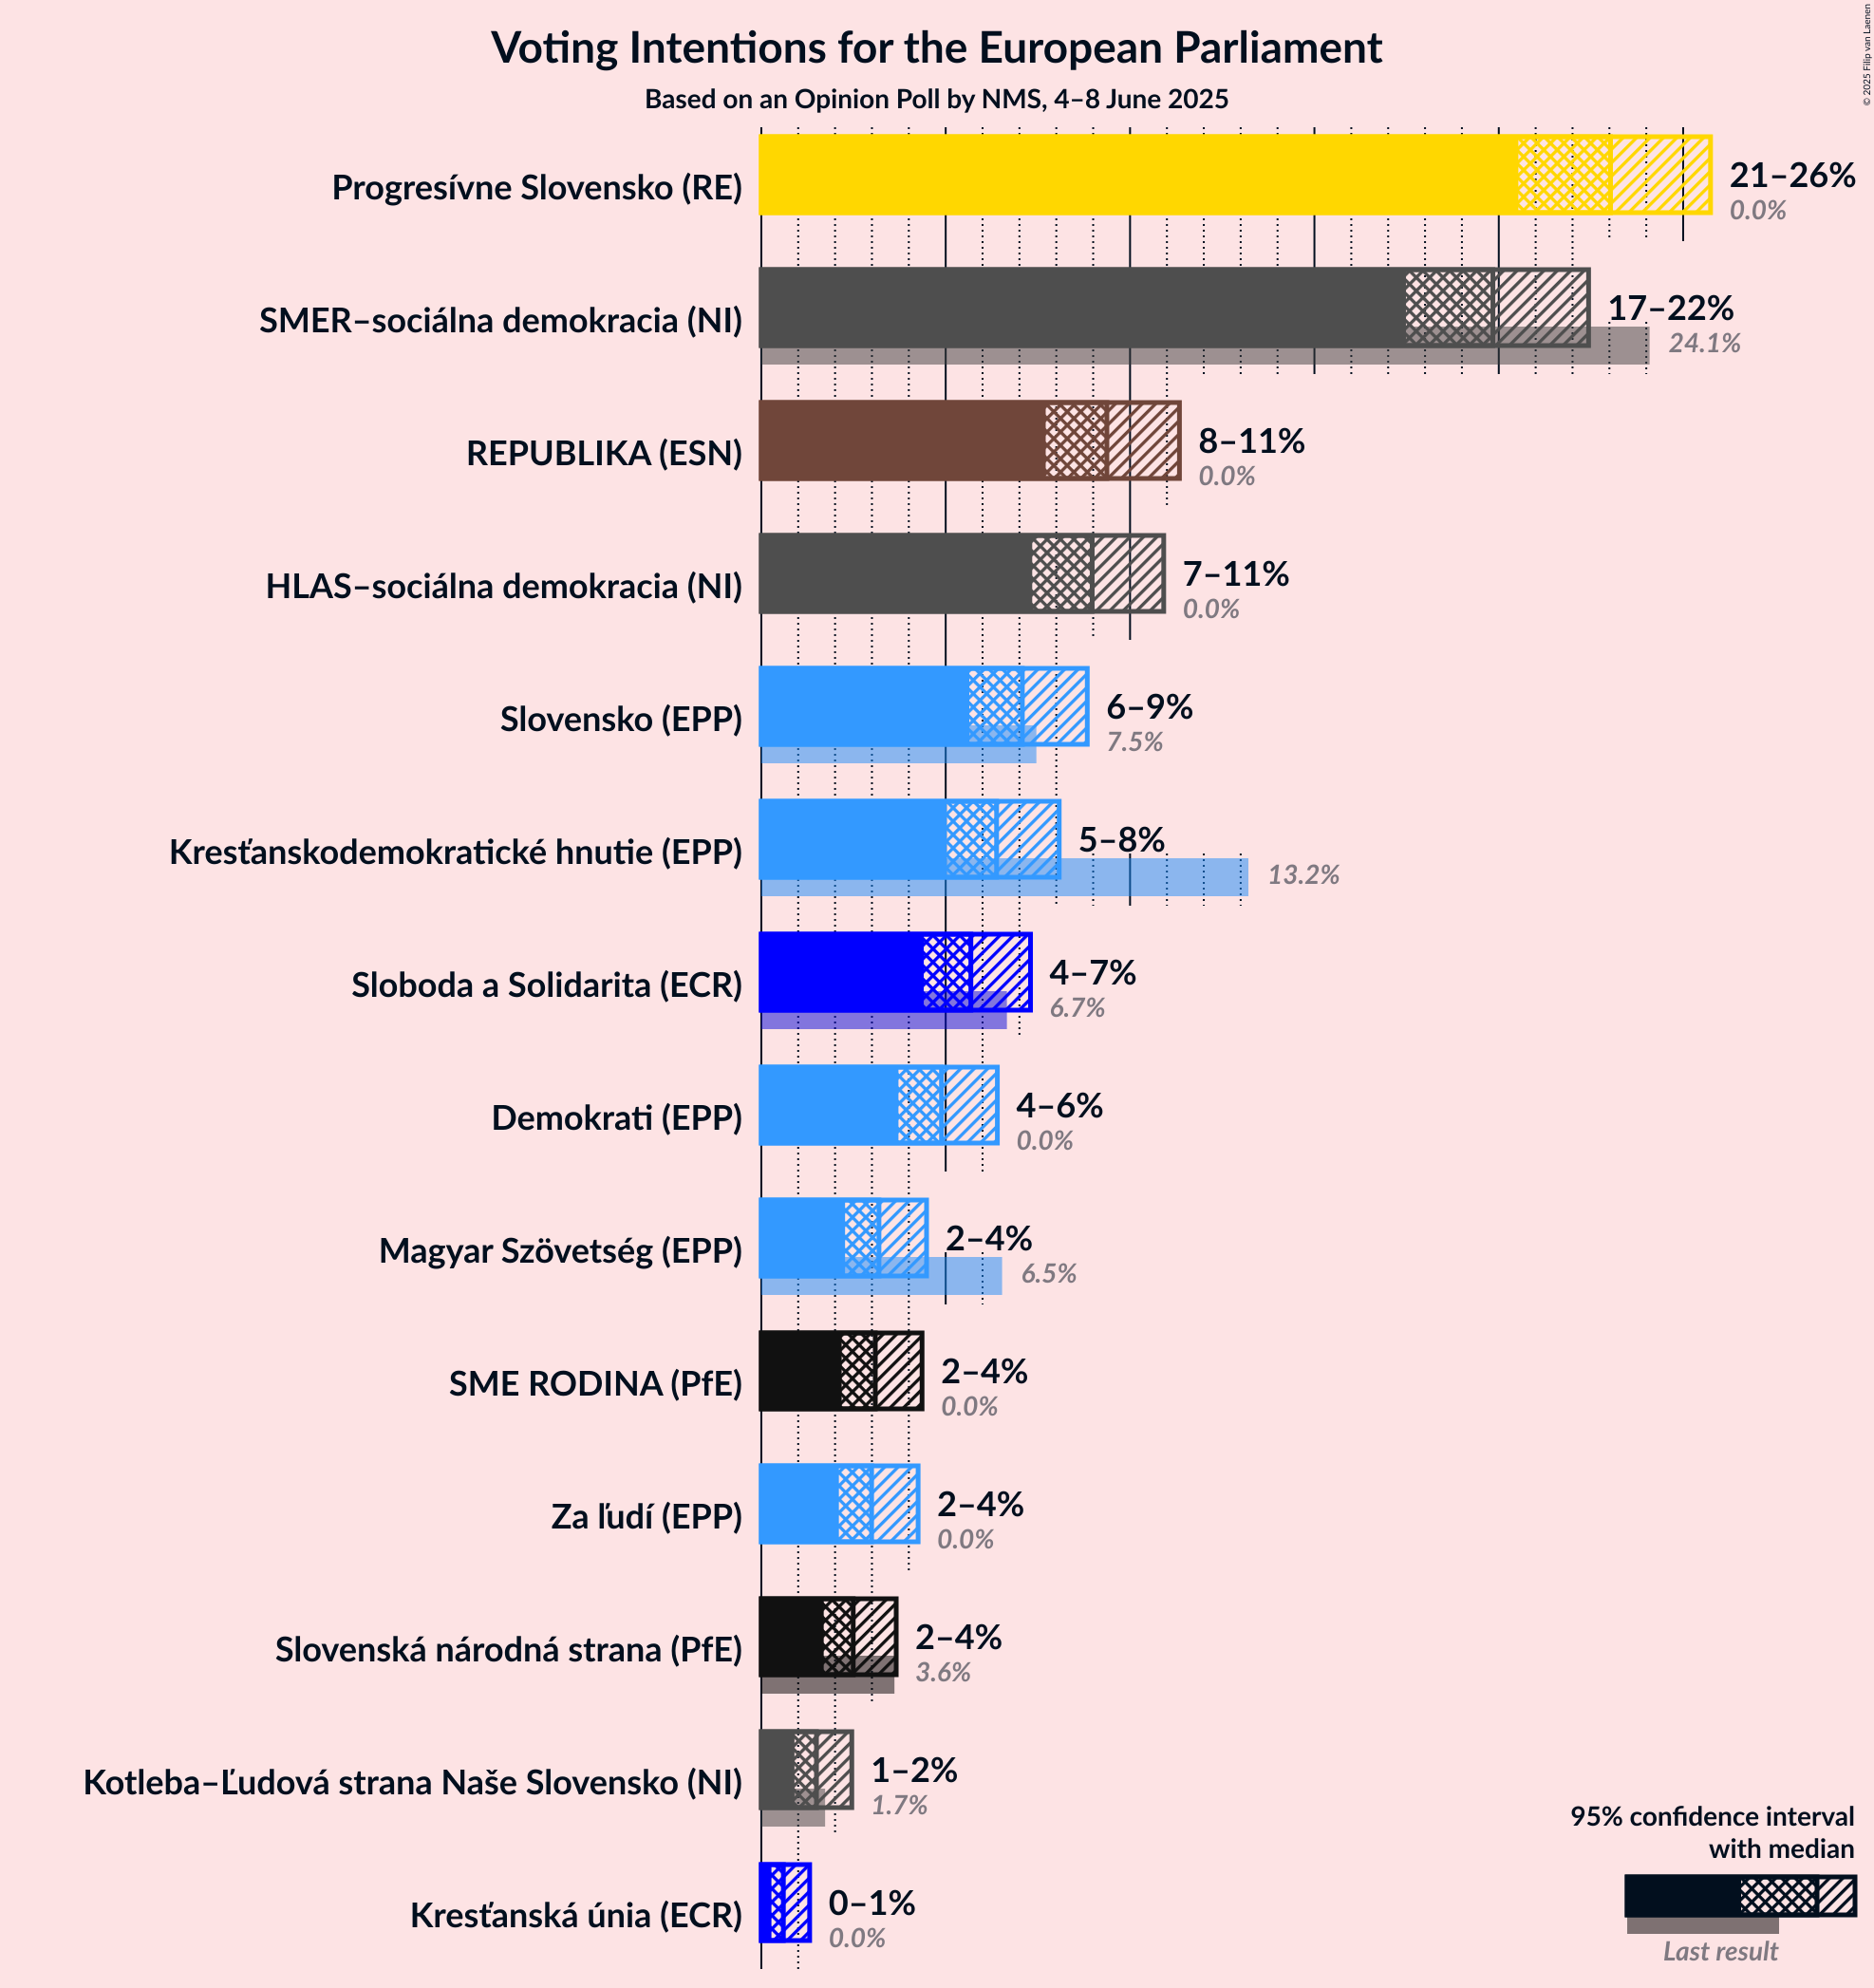 © 2025 Filip van Laenen
Voting Intentions for the European Parliament
Based on an Opinion Poll by NMS, 4–8 June 2025
Progresívne Slovensko (RE)
21–26%
0.0%
SMER–sociálna demokracia (NI)
17–22%
24.1%
REPUBLIKA (ESN)
8–11%
0.0%
HLAS–sociálna demokracia (NI)
7–11%
0.0%
Slovensko (EPP)
6–9%
7.5%
Kresťanskodemokratické hnutie (EPP)
5–8%
13.2%
Sloboda a Solidarita (ECR)
4–7%
6.7%
Demokrati (EPP)
4–6%
0.0%
Magyar Szövetség (EPP)
2–4%
6.5%
SME RODINA (PfE)
2–4%
0.0%
Za ľudí (EPP)
2–4%
0.0%
Slovenská národná strana (PfE)
2–4%
3.6%
Kotleba–Ľudová strana Naše Slovensko (NI)
1–2%
1.7%
Kresťanská únia (ECR)
0–1%
0.0%
95% confidence interval
with median
Last result